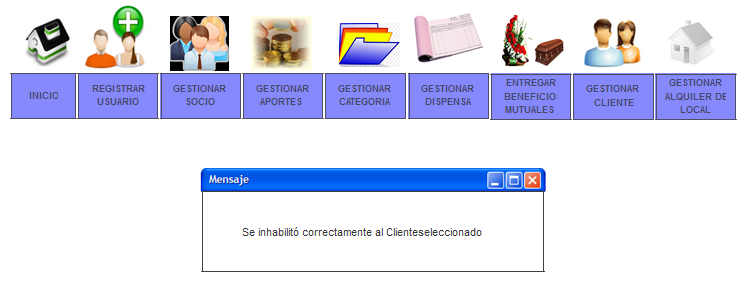 INICIO
REGISTRAR
USUARIO
GESTIONAR
SOCIO
GESTIONAR
APORTES
GESTIONAR
CATEGORIA
GESTIONAR
DISPENSA
ENTREGAR
BENEFICIO
MUTUALES
GESTIONAR
CLIENTE
GESTIONAR
ALQUILER DE
LOCAL
Mensaje
Se inhabilitó correctamente al Clienteseleccionado